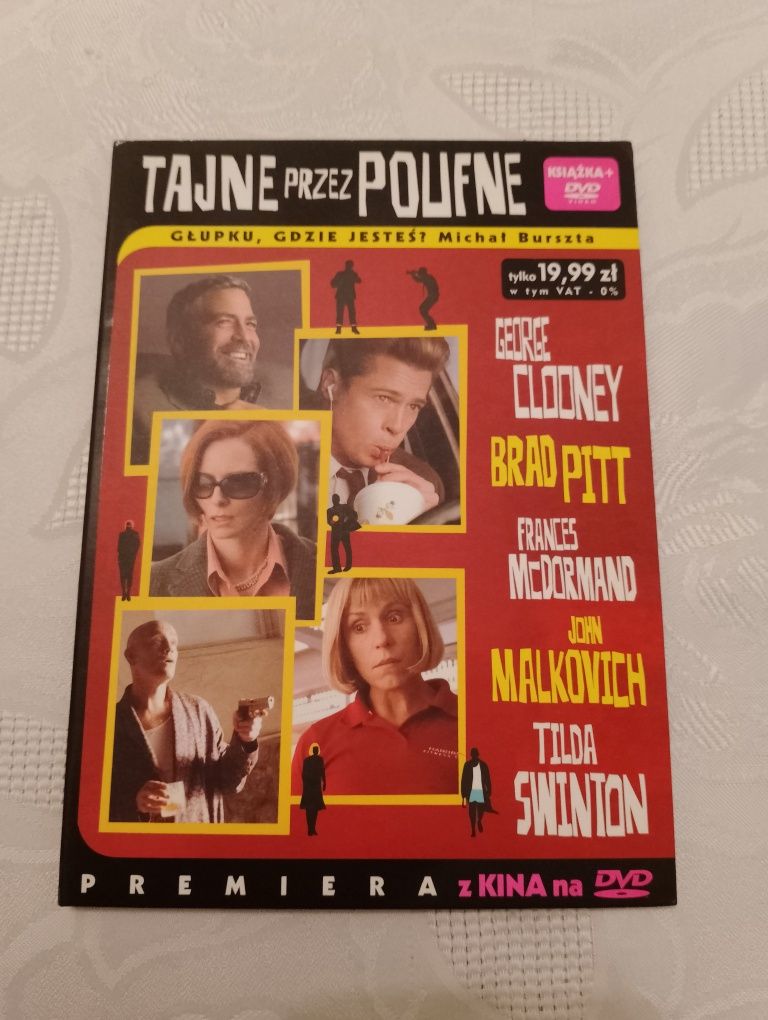 TAJNE PRZEZ POUFNE
KSIĄŻKA+
DVD
VIDEO
GŁUPKU, GDZIE JESTEŚ? Michał Burszta
tylko 19,99 zł
w tym VAT - 0%
GEORGE
CLOONEY
BRAD PITT
FRANCES
McDORMAND
JOHN
MALKOVICH
TILDA
SWINTON
PREMIERA z KINA na DVD